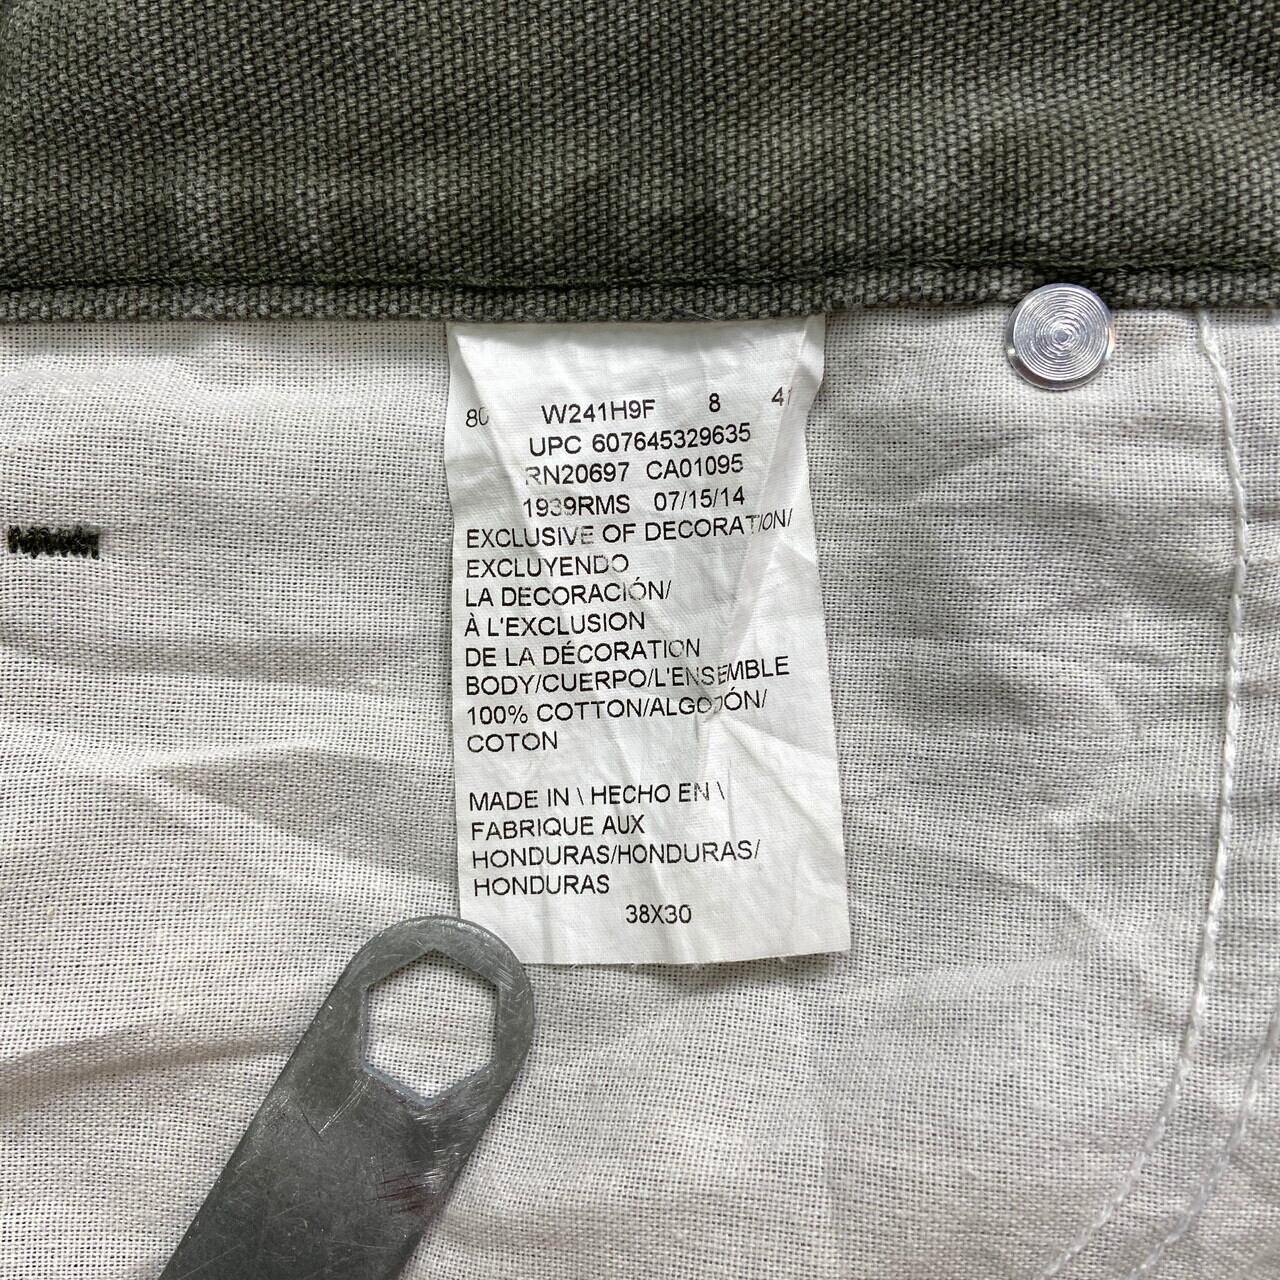 80 W241H9F 8 41
UPC 607645329635
RN20697 CA01095
1939RMS 07/15/14
EXCLUSIVE OF DECORATION/
EXCLUYENDO
LA DECORACIÓN/
À L'EXCLUSION
DE LA DÉCORATION
BODY/CUERPO/L'ENSEMBLE
100% COTTON/ALGODÓN/
COTON
MADE IN \ HECHO EN \
FABRIQUE AUX
HONDURAS/HONDURAS/
HONDURAS
38X30